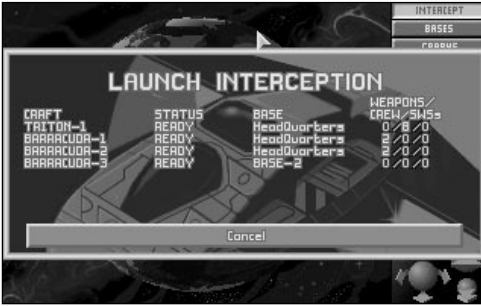 INTERCEPT
BASES
GRAPHS
LAUNCH INTERCEPTION
WEAPONS/
CRAFT STATUS BASE CREW/SWSs
TRITON-1 READY HeadQuarters 0/8/0
BARRACUDA-1 READY HeadQuarters 2/0/0
BARRACUDA-2 READY HeadQuarters 2/0/0
BARRACUDA-3 READY BASE-2 2/0/0
Cancel